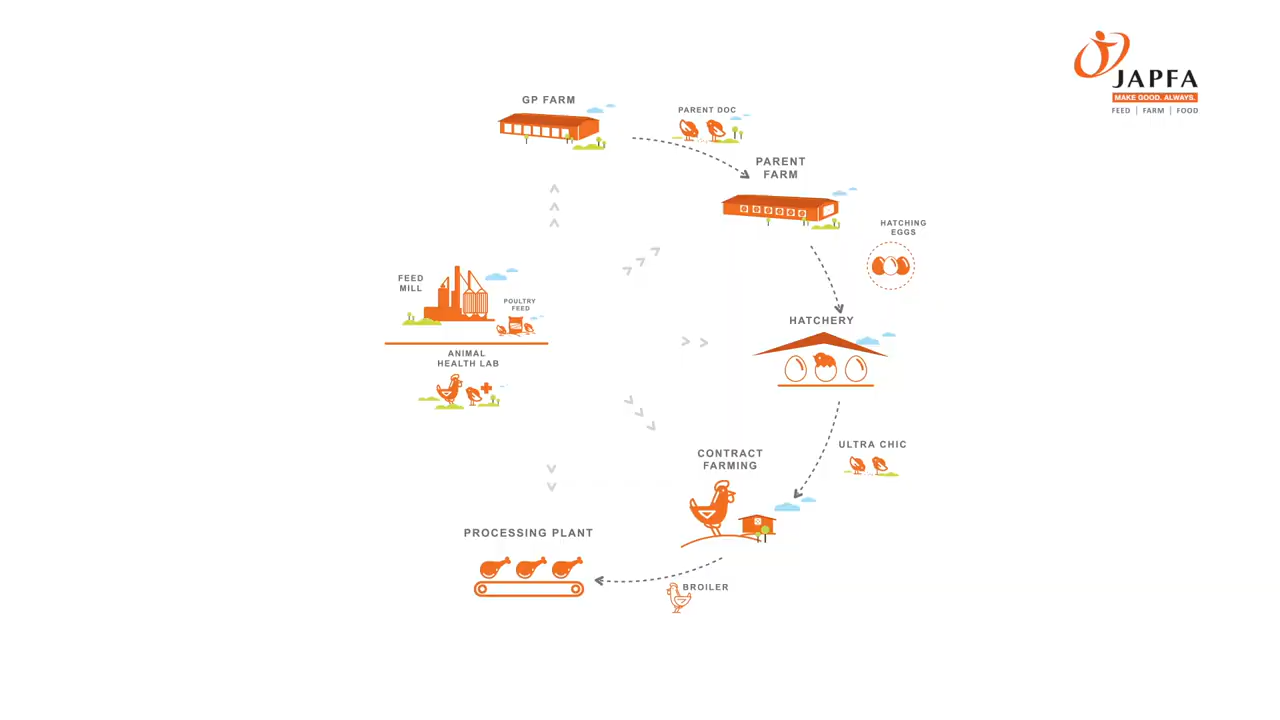 JAPFA
MAKE GOOD. ALWAYS.
FEED | FARM | FOOD
GP FARM
PARENT DOC
PARENT
FARM
HATCHING
EGGS
FEED
MILL
POULTRY
FEED
HATCHERY
ANIMAL
HEALTH LAB
ULTRA CHIC
CONTRACT
FARMING
PROCESSING PLANT
BROILER